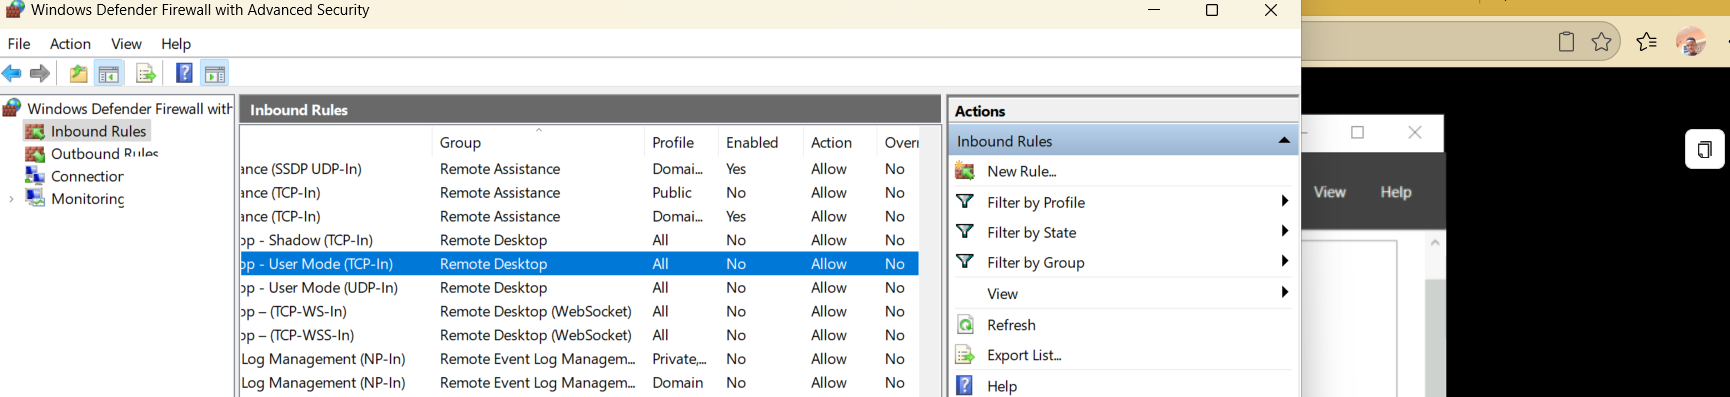 Windows Defender Firewall with Advanced Security
File Action View Help
Windows Defender Firewall with
Inbound Rules
Outbound Rules
Connection
Monitoring
Inbound Rules
Group Profile Enabled Action Overr
ance (SSDP UDP-In) Remote Assistance Domai... Yes Allow No
ance (TCP-In) Remote Assistance Public No Allow No
ance (TCP-In) Remote Assistance Domai... Yes Allow No
op - Shadow (TCP-In) Remote Desktop All No Allow No
op - User Mode (TCP-In) Remote Desktop All No Allow No
op - User Mode (UDP-In) Remote Desktop All No Allow No
op – (TCP-WS-In) Remote Desktop (WebSocket) All No Allow No
op – (TCP-WSS-In) Remote Desktop (WebSocket) All No Allow No
Log Management (NP-In) Remote Event Log Managem... Private,... No Allow No
Log Management (NP-In) Remote Event Log Managem... Domain No Allow No
Actions
Inbound Rules
New Rule...
Filter by Profile
Filter by State
Filter by Group
View
Refresh
Export List...
Help
View Help